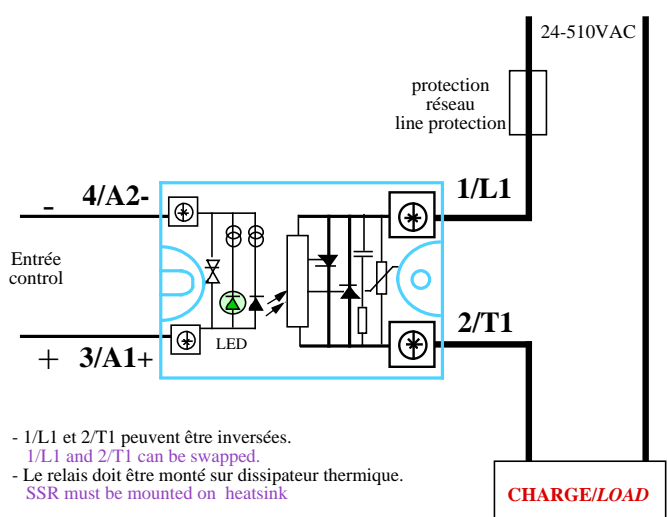 24-510VAC
protection
réseau
line protection
4/A2-
1/L1
-
Entrée
control
2/T1
+ 3/A1+
LED
- 1/L1 et 2/T1 peuvent être inversées.
1/L1 and 2/T1 can be swapped.
- Le relais doit être monté sur dissipateur thermique.
SSR must be mounted on heatsink
CHARGE/LOAD